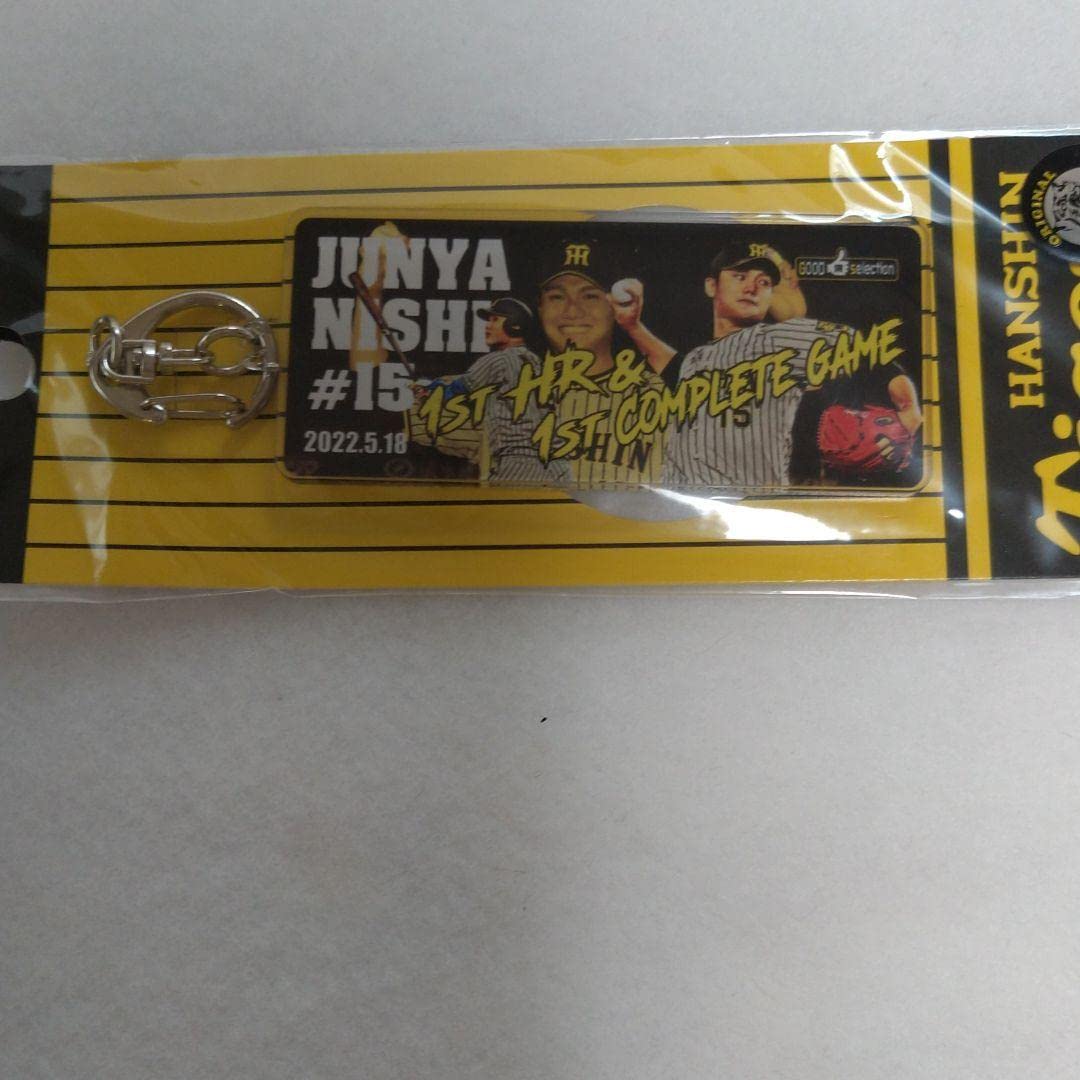 JUNYA
NISHI
#15
2022.5.18
1ST HR &
1ST COMPLETE GAME
GOOD selection
HANSHIN
ORIGINAL